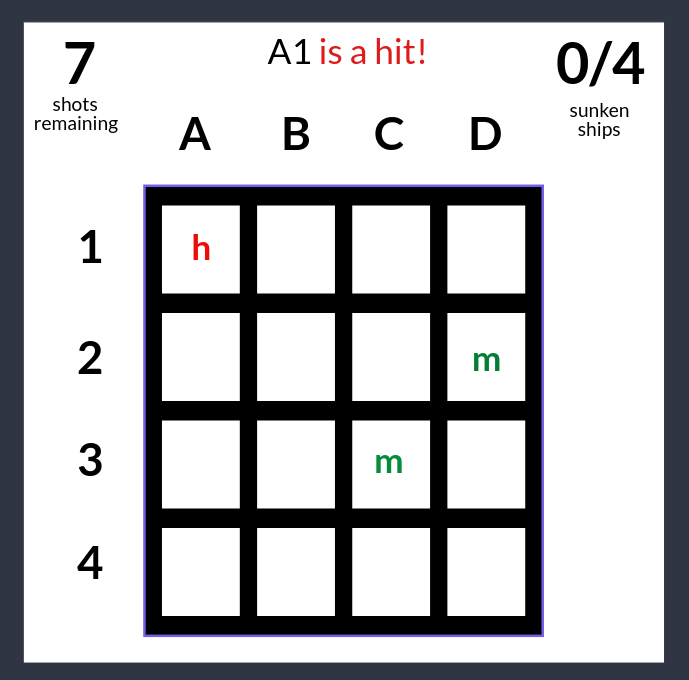 7 A1 is a hit! 0/4
shots
remaining
sunken
ships
A B C D
1 h
2 m
3 m
4